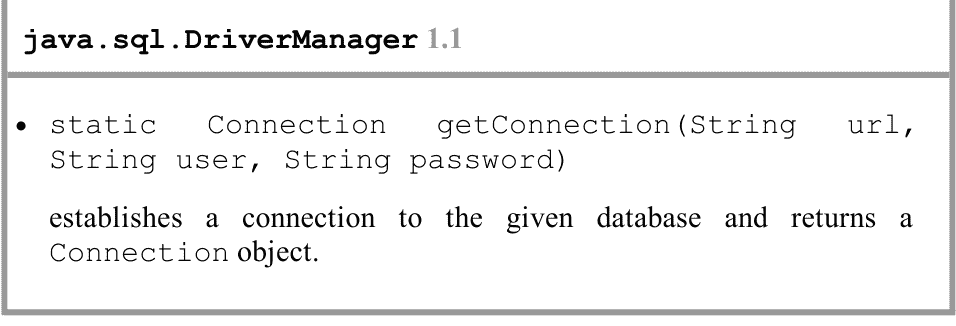 java.sql.DriverManager 1.1
• static Connection getConnection(String url,
String user, String password)
establishes a connection to the given database and returns a
Connection object.